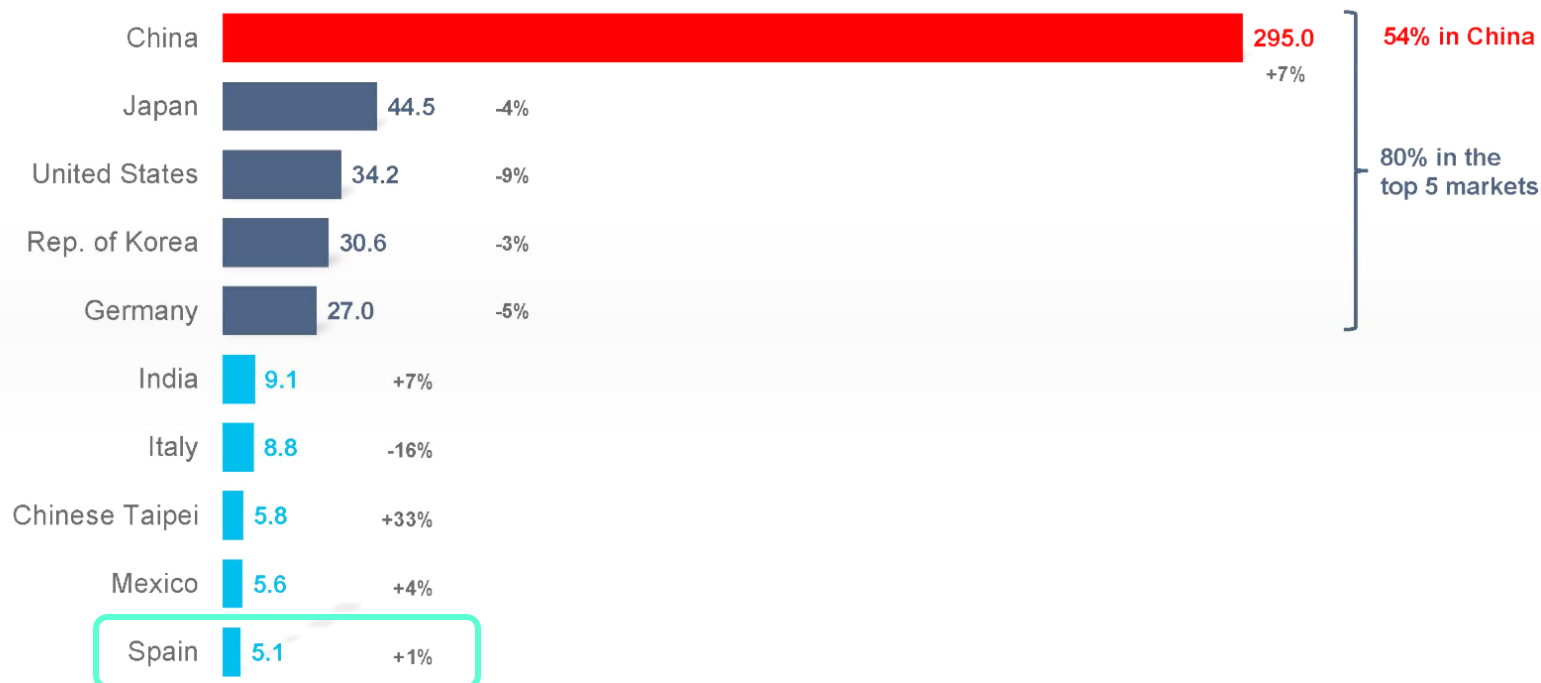 China 295.0 54% in China
+7%
Japan 44.5 -4%
80% in the
United States 34.2 -9%
top 5 markets
Rep. of Korea 30.6 -3%
Germany 27.0 -5%
India 9.1 +7%
Italy 8.8 -16%
Chinese Taipei 5.8 +33%
Mexico 5.6 +4%
Spain 5.1 +1%